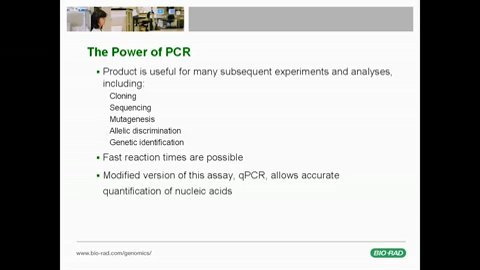 The Power of PCR
Product is useful for many subsequent experiments and analyses,
including:
Cloning
Sequencing
Mutagenesis
Allelic discrimination
Genetic identification
Fast reaction times are possible
Modified version of this assay, qPCR, allows accurate
quantification of nucleic acids
www.bio-rad.com/genomics/
BIO-RAD